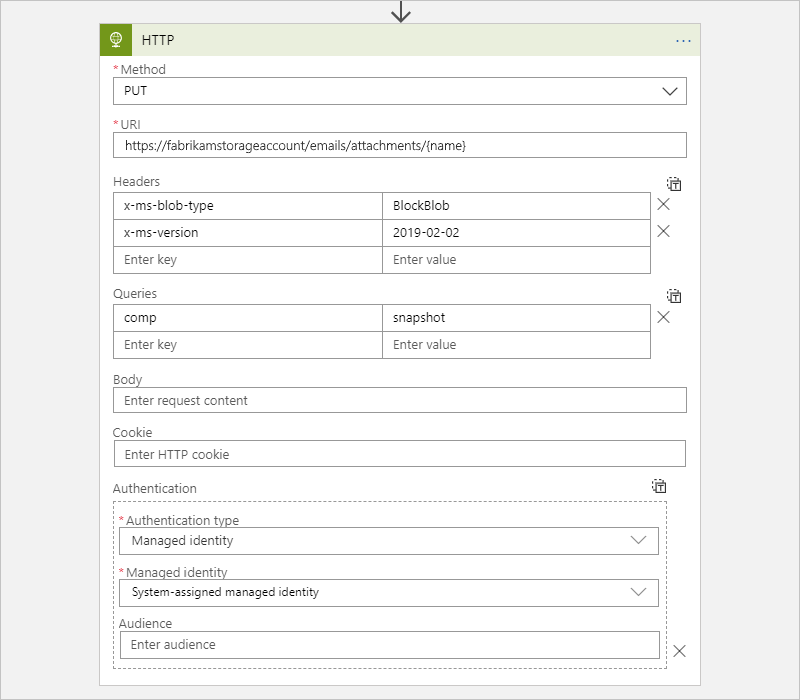 HTTP
* Method
PUT
* URI
https://fabrikamstorageaccount/emails/attachments/{name}
Headers
x-ms-blob-type BlockBlob
x-ms-version 2019-02-02
Enter key Enter value
Queries
comp snapshot
Enter key Enter value
Body
Enter request content
Cookie
Enter HTTP cookie
Authentication
* Authentication type
Managed identity
* Managed identity
System-assigned managed identity
Audience
Enter audience